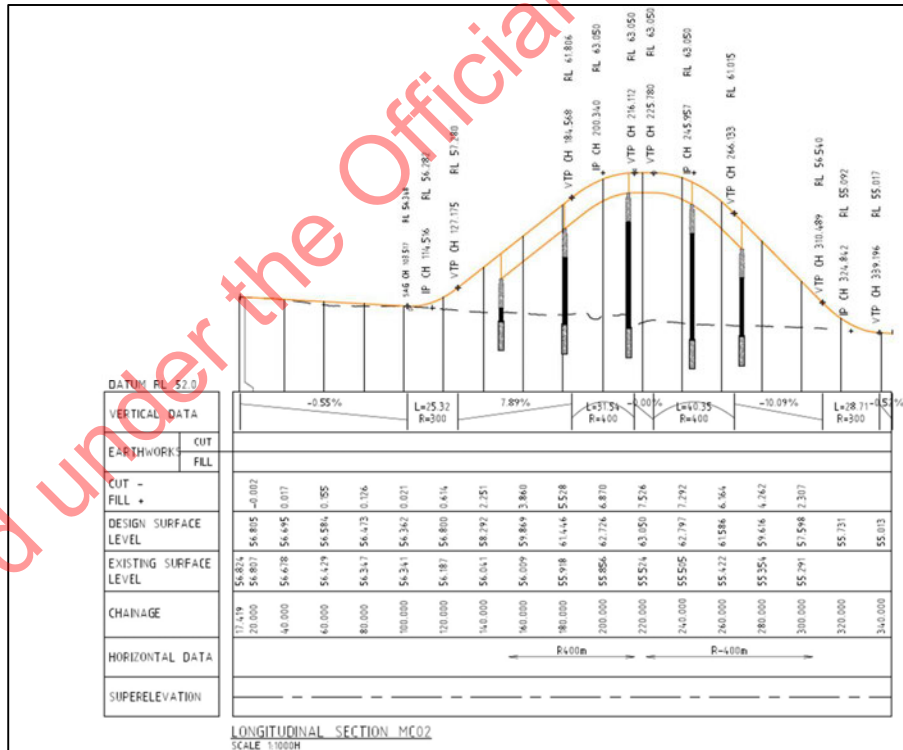 d under the Official
SAG CH 103.517
IP CH 114.516 RL 56.282
VTP CH 127.175 RL 57.280
VTP CH 184.568 RL 61.806
IP CH 200.340 RL 63.050
VTP CH 216.112 RL 63.050
VTP CH 225.780 RL 63.050
IP CH 245.957 RL 63.050
VTP CH 266.133 RL 61.015
VTP CH 310.489 RL 56.540
IP CH 324.842 RL 55.092
VTP CH 339.196 RL 55.017
DATUM RL 52.0
VERTICAL DATA -0.55% L=25.32 7.89% L=31.54 -0.00% L=40.35 -10.09% L=28.71 -0.52%
R=300 R=400 R=400 R=300
EARTHWORKS CUT
FILL
CUT -
FILL + -0.002 0.017 0.155 0.126 0.021 0.614 2.251 3.860 5.528 6.870 7.526 7.292 6.164 4.262 2.307
DESIGN SURFACE
LEVEL 56.805 56.695 56.584 56.473 56.362 56.800 58.292 59.869 61.446 62.726 63.050 62.797 61.586 59.616 57.598 55.731 55.013
EXISTING SURFACE
LEVEL 56.824 56.807 56.678 56.429 56.347 56.341 56.187 56.041 56.009 55.918 55.856 55.524 55.505 55.422 55.354 55.291
CHAINAGE 17.419 20.000 40.000 60.000 80.000 100.000 120.000 140.000 160.000 180.000 200.000 220.000 240.000 260.000 280.000 300.000 320.000 340.000
HORIZONTAL DATA R400m R-400m
SUPERELEVATION
LONGITUDINAL SECTION MC02
SCALE 1:1000H